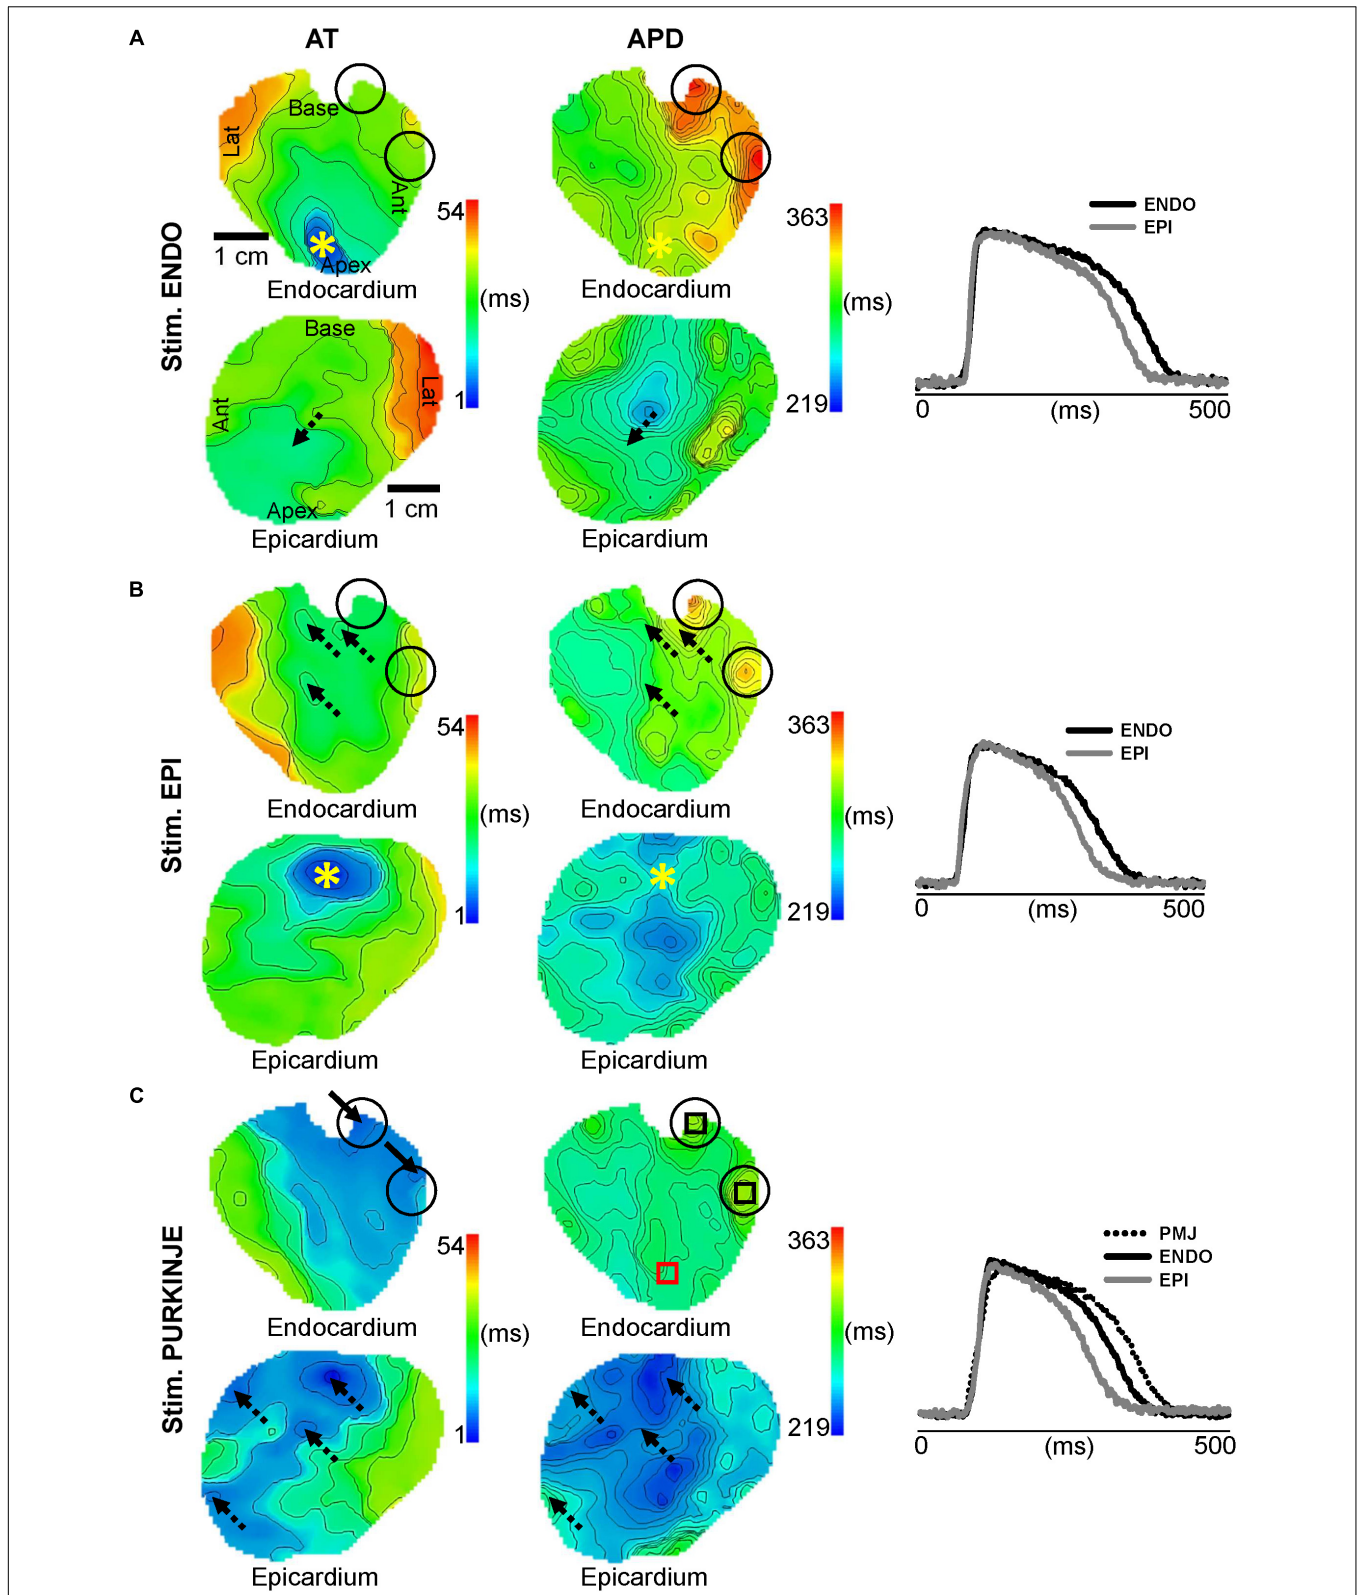 A
AT
APD
Stim. ENDO
Base
Lat
Ant
Apex
*
1 cm
Endocardium
54
(ms)
1
*
Endocardium
363
(ms)
219
ENDO
EPI
0
(ms)
500
Base
Ant
Lat
Apex
1 cm
Epicardium
Epicardium
B
Stim. EPI
Endocardium
54
(ms)
1
Endocardium
363
(ms)
219
ENDO
EPI
0
(ms)
500
*
Epicardium
*
Epicardium
C
Stim. PURKINJE
Endocardium
54
(ms)
1
Endocardium
363
(ms)
219
PMJ
ENDO
EPI
0
(ms)
500
Epicardium
Epicardium